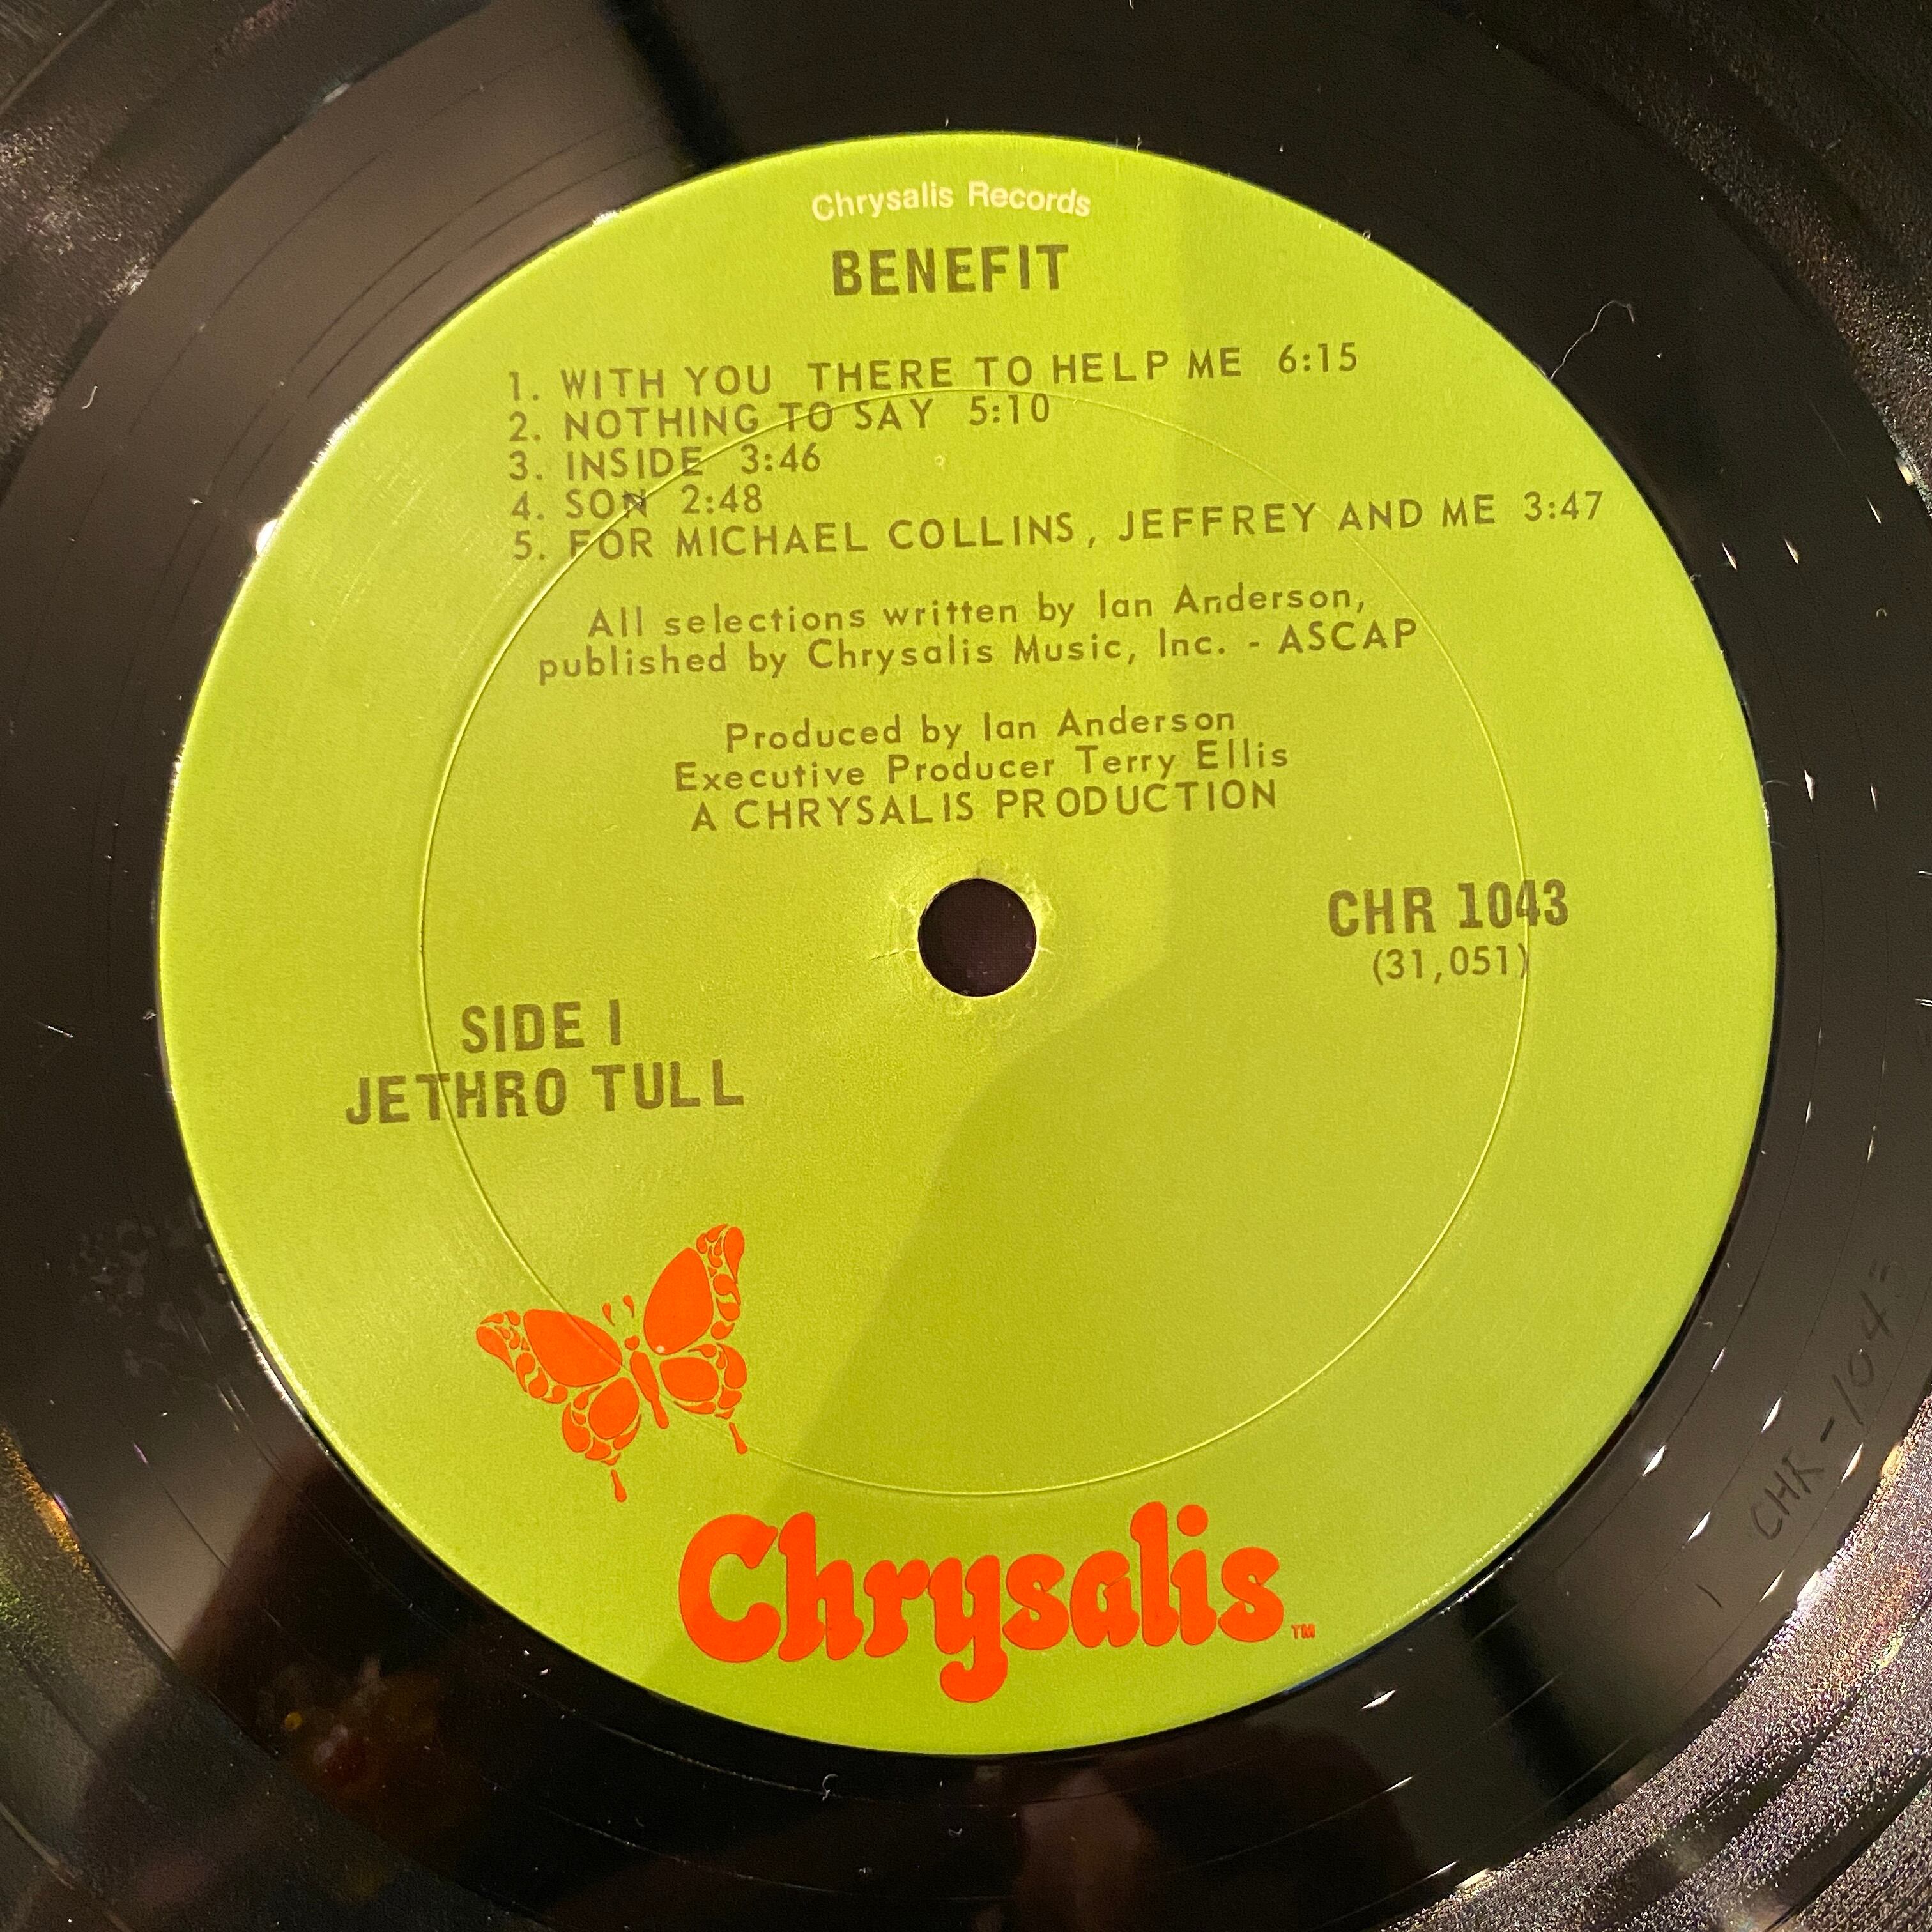 Chrysalis Records
BENEFIT
1. WITH YOU THERE TO HELP ME 6:15
2. NOTHING TO SAY 5:10
3. INSIDE 3:46
4. SON 2:48
5. FOR MICHAEL COLLINS, JEFFREY AND ME 3:47
All selections written by Ian Anderson,
published by Chrysalis Music, Inc. - ASCAP
Produced by Ian Anderson
Executive Producer Terry Ellis
A CHRYSALIS PRODUCTION
CHR 1043
(31,051)
SIDE I
JETHRO TULL
Chrysalis TM
CHR-1043